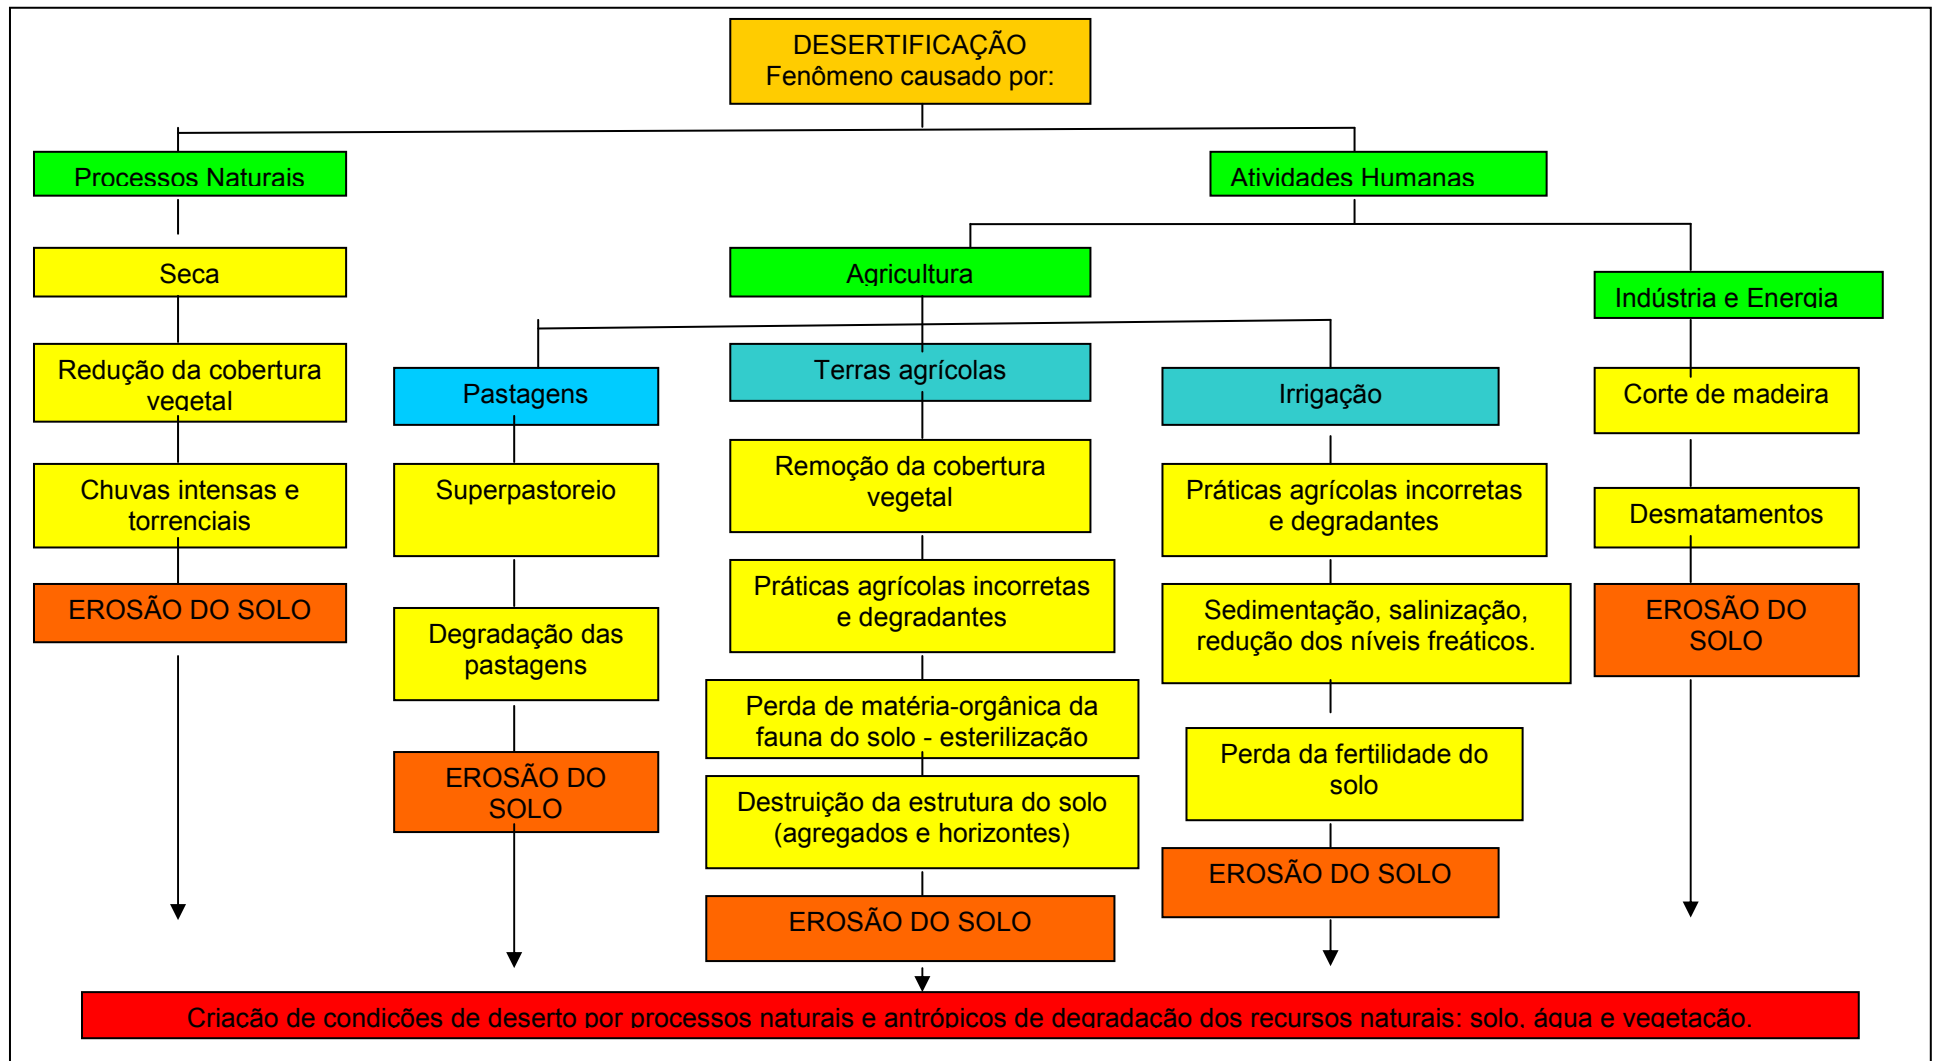 DESERTIFICAÇÃO
Fenômeno causado por:
Processos Naturais
Atividades Humanas
Seca
Agricultura
Indústria e Energia
Redução da cobertura
vegetal
Pastagens
Terras agrícolas
Irrigação
Corte de madeira
Chuvas intensas e
torrenciais
Superpastoreio
Remoção da cobertura
vegetal
Práticas agrícolas incorretas
e degradantes
Desmatamentos
EROSÃO DO SOLO
Degradação das
pastagens
Práticas agrícolas incorretas
e degradantes
Sedimentação, salinização,
redução dos níveis freáticos.
EROSÃO DO
SOLO
EROSÃO DO
SOLO
Perda de matéria-orgânica da
fauna do solo - esterilização
Perda da fertilidade do
solo
Destruição da estrutura do solo
(agregados e horizontes)
EROSÃO DO SOLO
EROSÃO DO SOLO
Criação de condições de deserto por processos naturais e antrópicos de degradação dos recursos naturais: solo, água e vegetação.